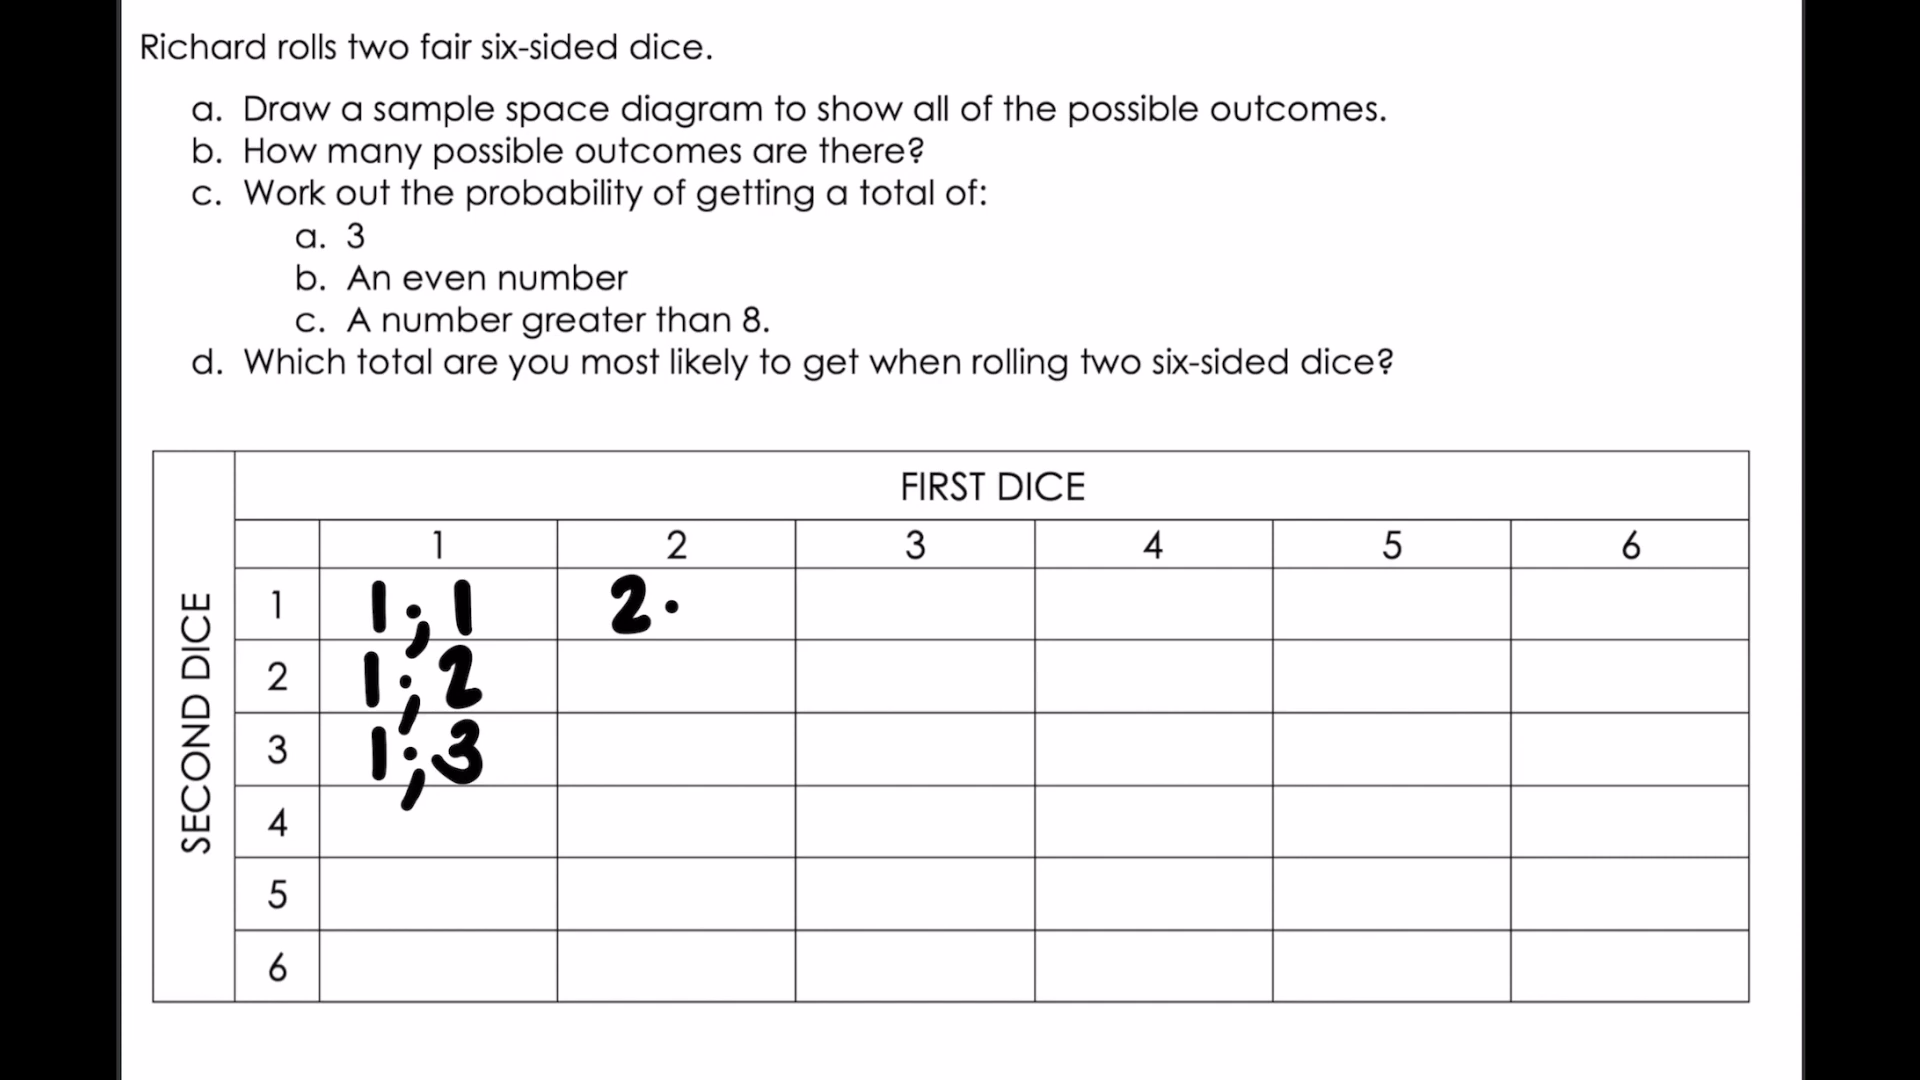 Richard rolls two fair six-sided dice.
a. Draw a sample space diagram to show all of the possible outcomes.
b. How many possible outcomes are there?
c. Work out the probability of getting a total of:
a. 3
b. An even number
c. A number greater than 8.
d. Which total are you most likely to get when rolling two six-sided dice?
FIRST DICE
1 2 3 4 5 6
SECOND DICE
1 1;1 2.
2 1;2
3 1;3
4
5
6